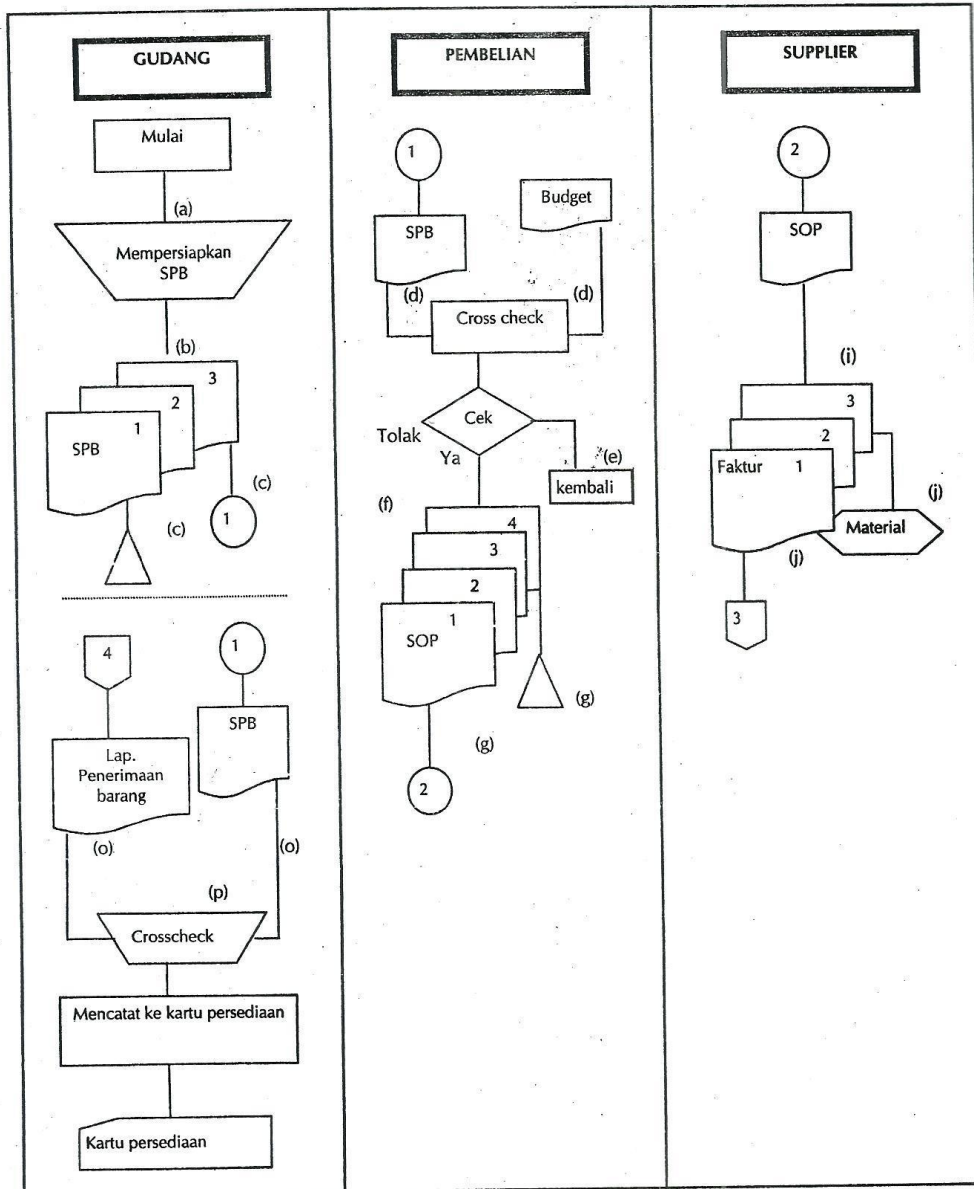 GUDANG
Mulai
(a)
Mempersiapkan
SPB
(b)
3
2
1
SPB
(c)
1
(c)
4
1
SPB
Lap.
Penerimaan
barang
(o)
(o)
(p)
Crosscheck
Mencatat ke kartu persediaan
Kartu persediaan
PEMBELIAN
1
Budget
SPB
(d)
(d)
Cross check
Cek
Tolak
Ya
(e)
kembali
(f)
4
3
2
1
SOP
(g)
(g)
2
SUPPLIER
2
SOP
(i)
3
2
Faktur 1
(j)
Material
(j)
3